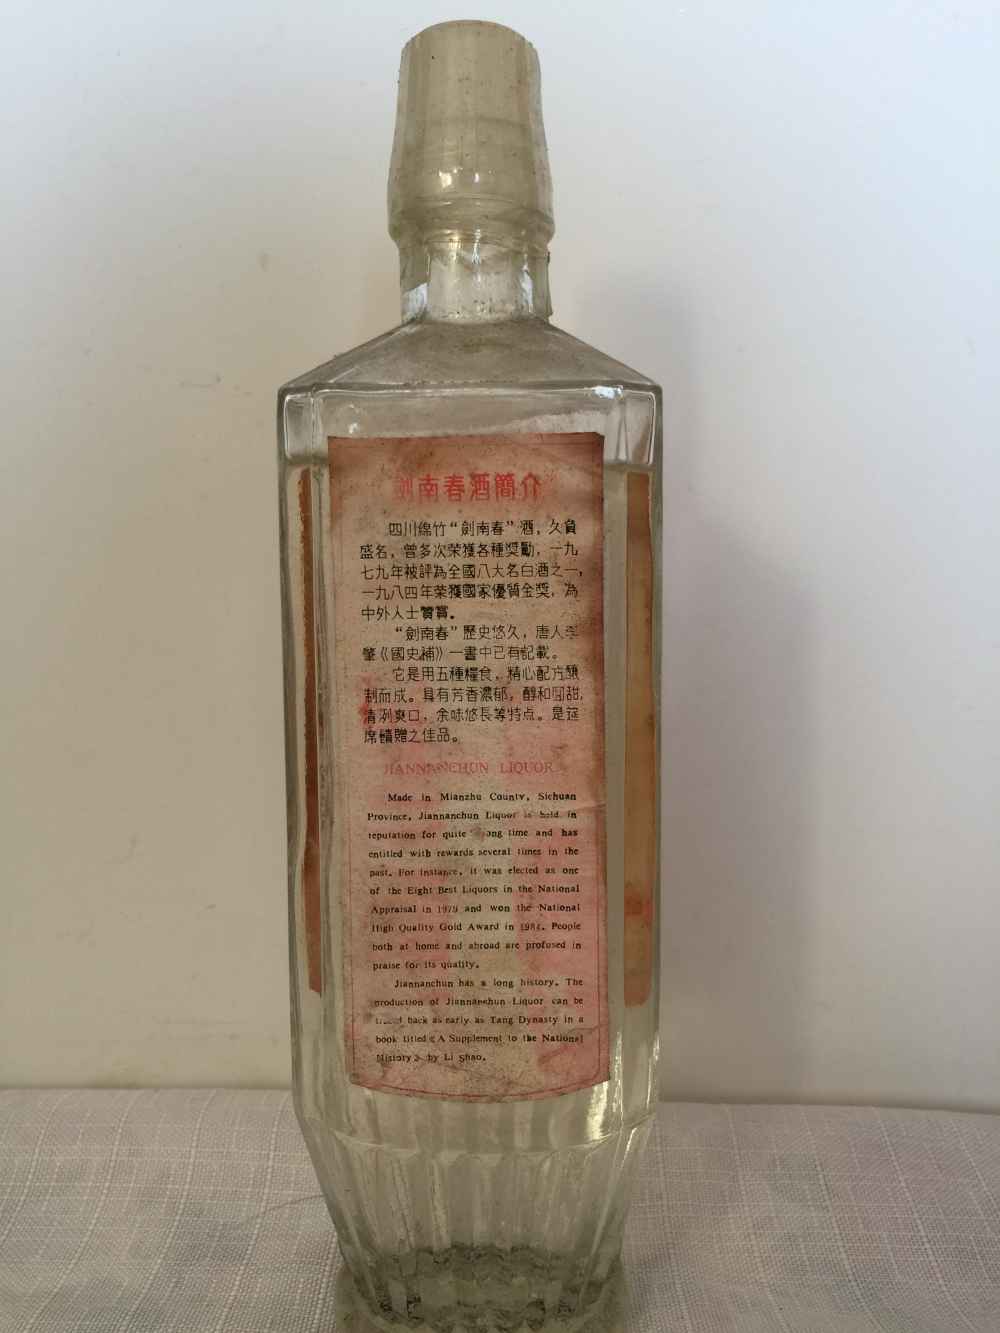 劍南春酒簡介
四川绵竹“劍南春”酒，久負
盛名，曾多次荣獲各種獎勵，一九
七九年被評為全國八大名白酒之一，
一九八四年荣獲國家優質金獎，為
中外人士贊賞。
“劍南春”歷史悠久，唐人李
肇《國史補》一書中已有記載。
它是用五種糧食，精心配方釀
制而成。具有芳香濃郁，醇和回甜，
清冽爽口，余味悠長等特点。是筵
席饋贈之佳品。
JIANNANCHUN LIQUOR
Made in Mianzhu County, Sichuan
Province, Jiannanchun Liquor is held in
reputation for quite long time and has
entitled with rewards several times in the
past. For instance, it was elected as one
of the Eight Best Liquors in the National
Appraisal in 1979 and won the National
High Quality Gold Award in 1984. People
both at home and abroad are profused in
praise for its quality.
Jiannanchun has a long history. The
production of Jiannanchun Liquor can be
traced back as early as Tang Dynasty in a
book titled《A Supplement to the National
History》by Li Shao.